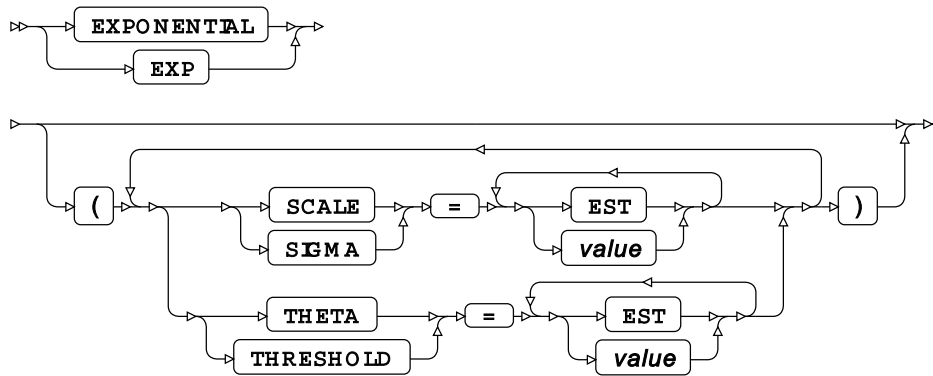 EXPONENTIAL
EXP
( SCALE = EST )
SIGMA value
THETA = EST
THRESHOLD value